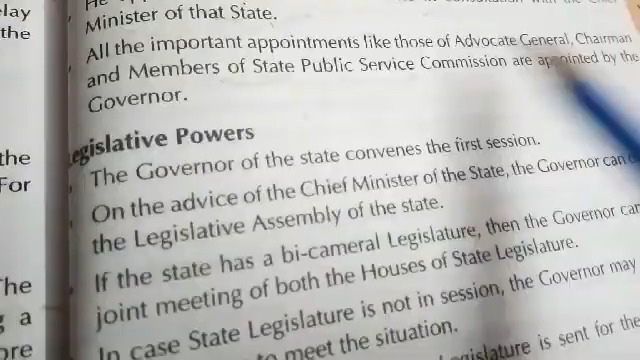 elay
the
the
For
The
g a
ore
He
Minister of that State.
All the important appointments like those of Advocate General, Chairman
and Members of State Public Service Commission are appointed by the
Governor.
egislative Powers
The Governor of the state convenes the first session.
On the advice of the Chief Minister of the State, the Governor can
the Legislative Assembly of the state.
If the state has a bi-cameral Legislature, then the Governor can
joint meeting of both the Houses of State Legislature.
In case State Legislature is not in session, the Governor may
to meet the situation.
gislature is sent for the